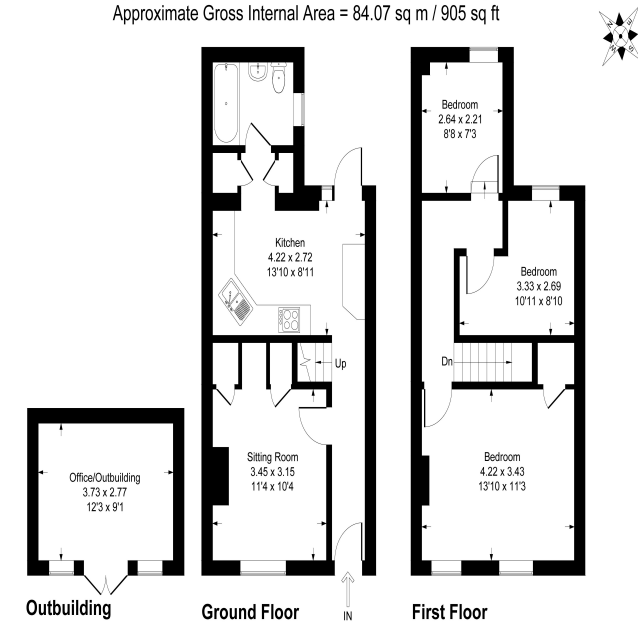 Approximate Gross Internal Area = 84.07 sq m / 905 sq ft
Bedroom
2.64 x 2.21
8'8 x 7'3
Kitchen
4.22 x 2.72
13'10 x 8'11
Bedroom
3.33 x 2.69
10'11 x 8'10
Up
Dn
Sitting Room
3.45 x 3.15
11'4 x 10'4
Bedroom
4.22 x 3.43
13'10 x 11'3
Office/Outbuilding
3.73 x 2.77
12'3 x 9'1
Outbuilding
Ground Floor
IN
First Floor